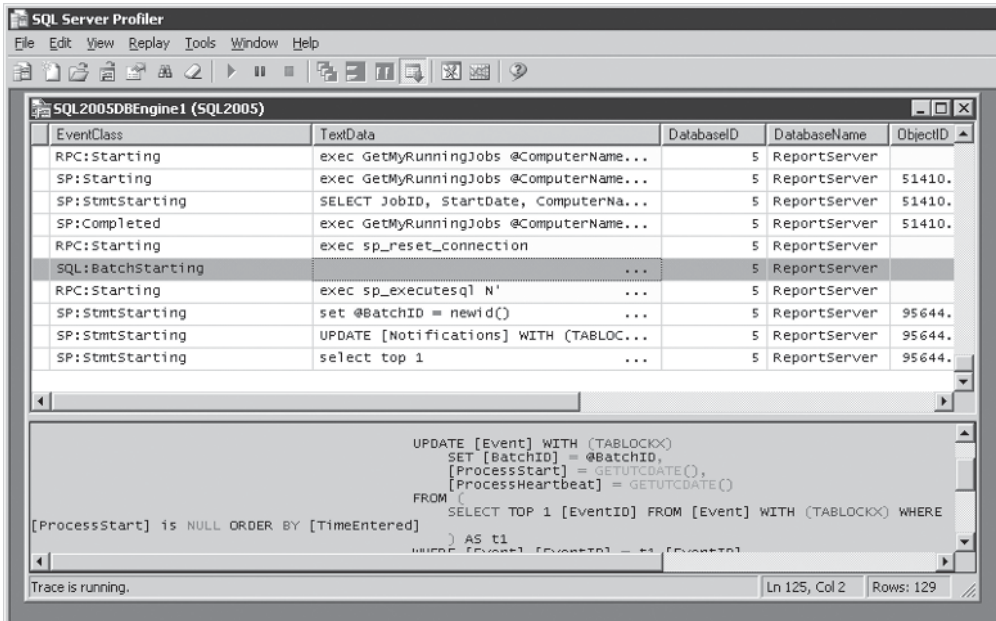 SQL Server Profiler
File Edit View Replay Tools Window Help
SQL2005DBEngine1 (SQL2005)
EventClass TextData DatabaseID DatabaseName ObjectID
RPC:Starting exec GetMyRunningJobs @ComputerName... 5 ReportServer
SP:Starting exec GetMyRunningJobs @ComputerName... 5 ReportServer 51410.
SP:StmtStarting SELECT JobID, StartDate, ComputerNa... 5 ReportServer 51410.
SP:Completed exec GetMyRunningJobs @ComputerName... 5 ReportServer 51410.
RPC:Starting exec sp_reset_connection 5 ReportServer
SQL:BatchStarting ... 5 ReportServer
RPC:Starting exec sp_executesql N' ... 5 ReportServer
SP:StmtStarting set @BatchID = newid() ... 5 ReportServer 95644.
SP:StmtStarting UPDATE [Notifications] WITH (TABLOC... 5 ReportServer 95644.
SP:StmtStarting select top 1 ... 5 ReportServer 95644.
UPDATE [Event] WITH (TABLOCKX)
SET [BatchID] = @BatchID,
[ProcessStart] = GETUTCDATE(),
[ProcessHeartbeat] = GETUTCDATE()
FROM (
SELECT TOP 1 [EventID] FROM [Event] WITH (TABLOCKX) WHERE
[ProcessStart] is NULL ORDER BY [TimeEntered]
) AS t1
WHERE [Event].[EventID] = t1.[EventID]
Trace is running. Ln 125, Col 2 Rows: 129